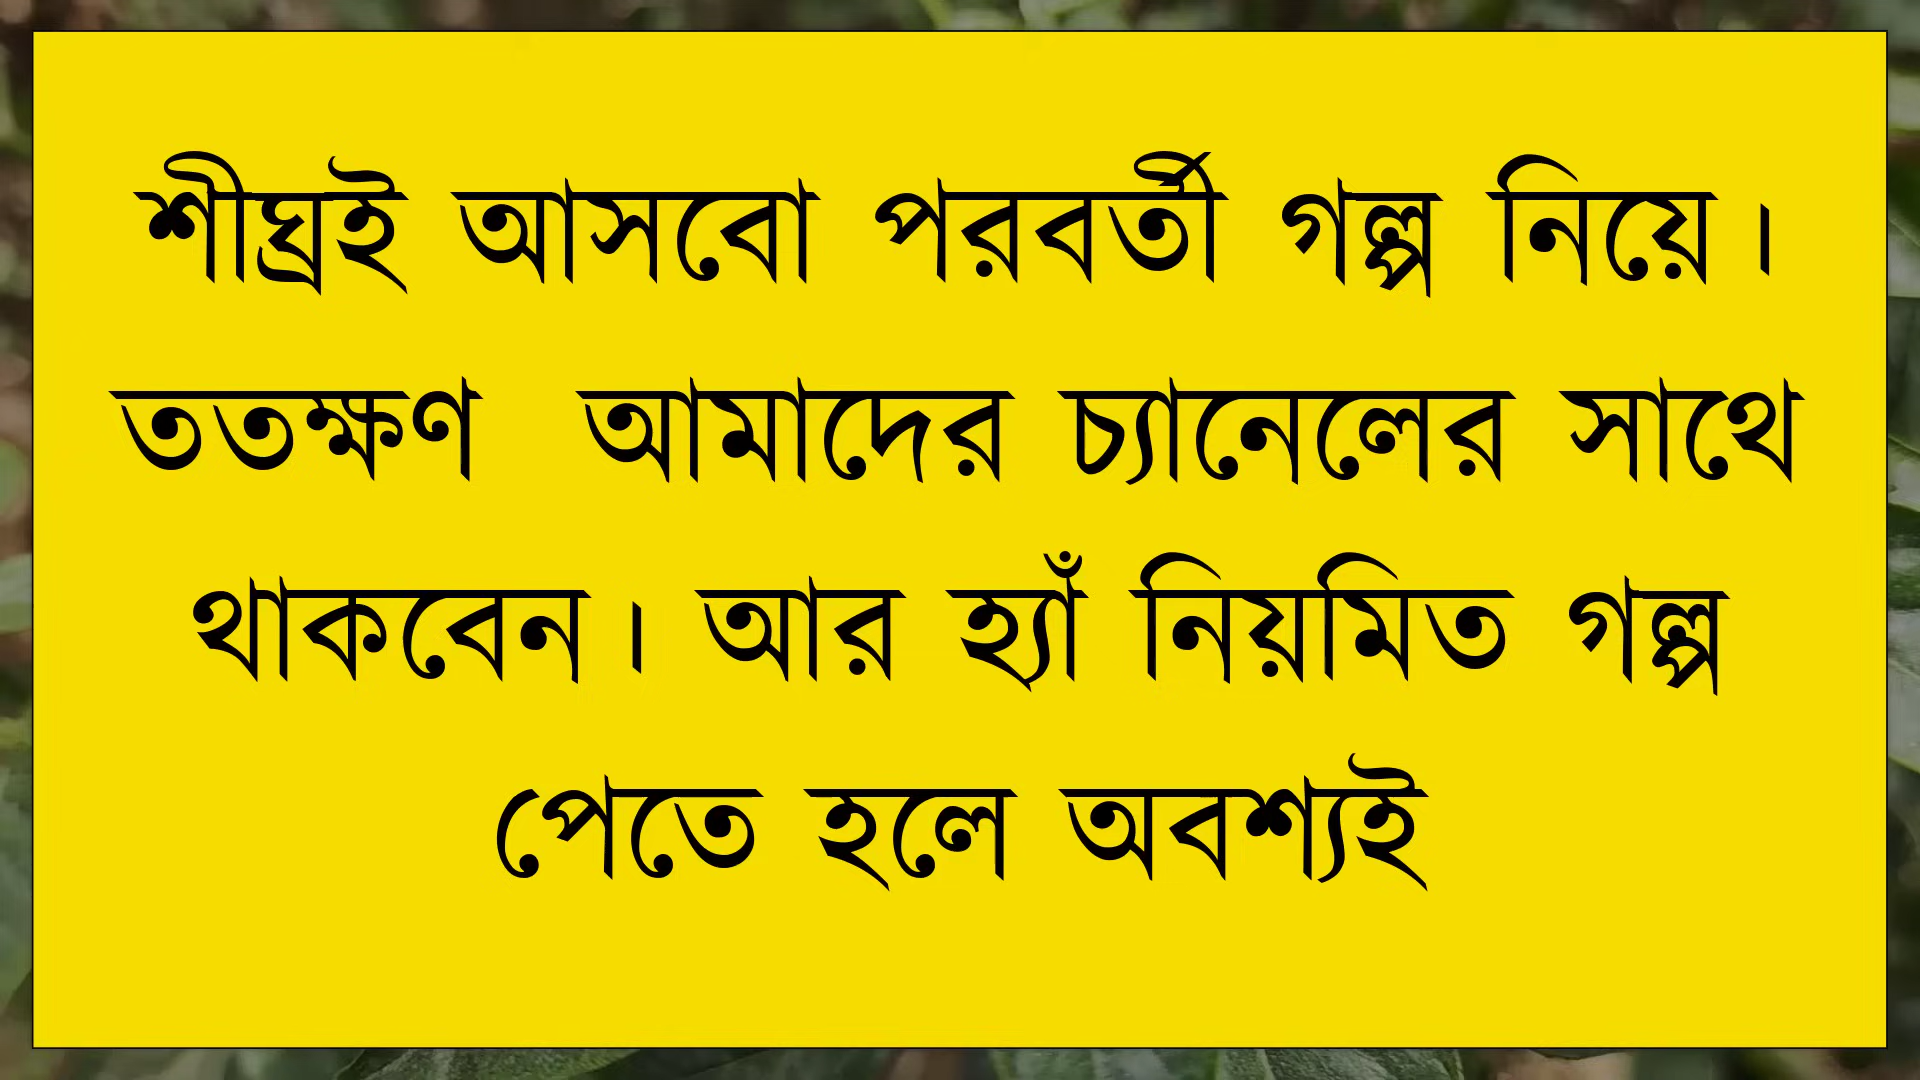 শীঘ্রই আসবো পরবর্তী গল্প নিয়ে।
ততক্ষণ আমাদের চ্যানেলের সাথে
থাকবেন। আর হ্যাঁ নিয়মিত গল্প
পেতে হলে অবশ্যই